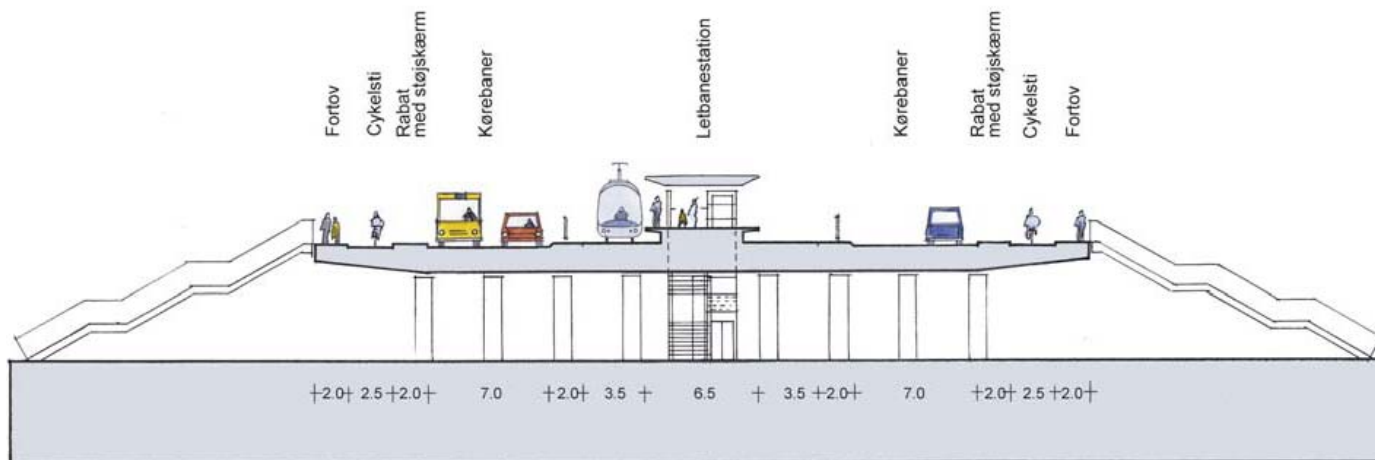 Fortov
Cykelsti
Rabat
med støjskærm
Kørebaner
Letbanestation
Kørebaner
Rabat
med støjskærm
Cykelsti
Fortov
2.0 2.5 2.0 7.0 2.0 3.5 6.5 3.5 2.0 7.0 2.0 2.5 2.0